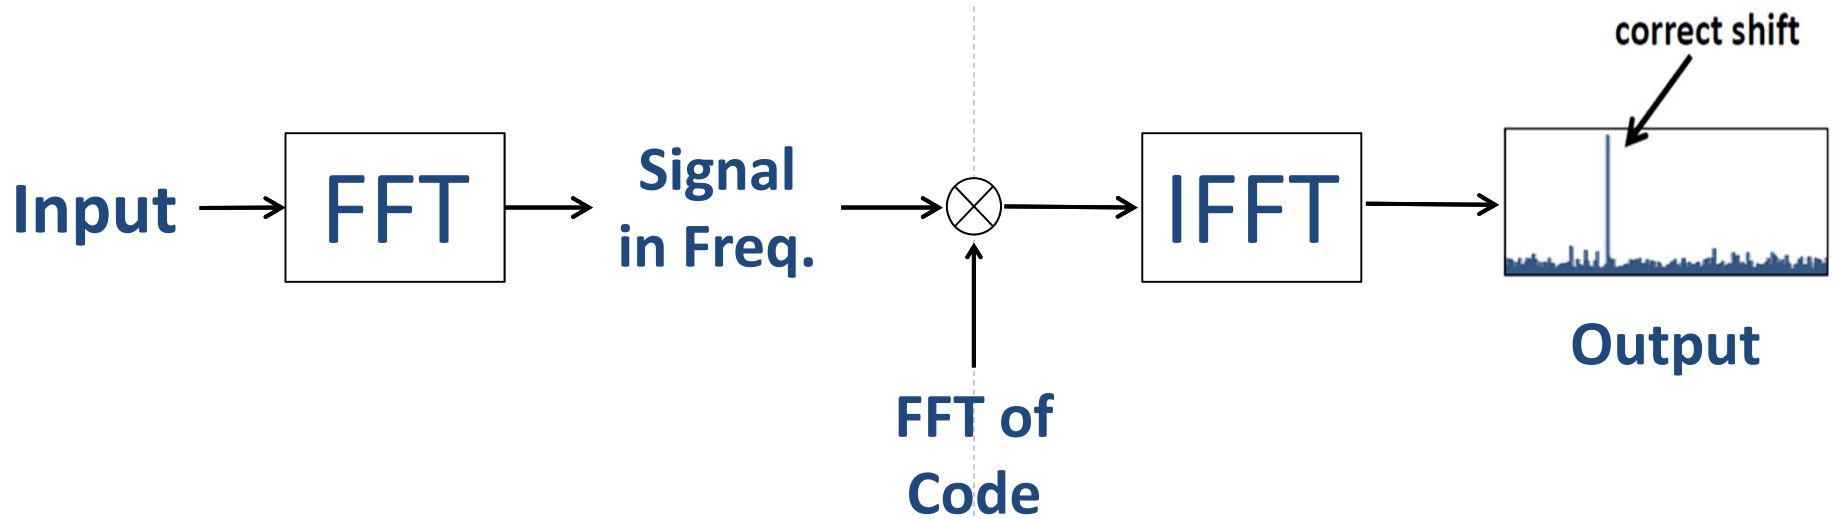 correct shift
Input
FFT
Signal
in Freq.
IFFT
Output
FFT of
Code